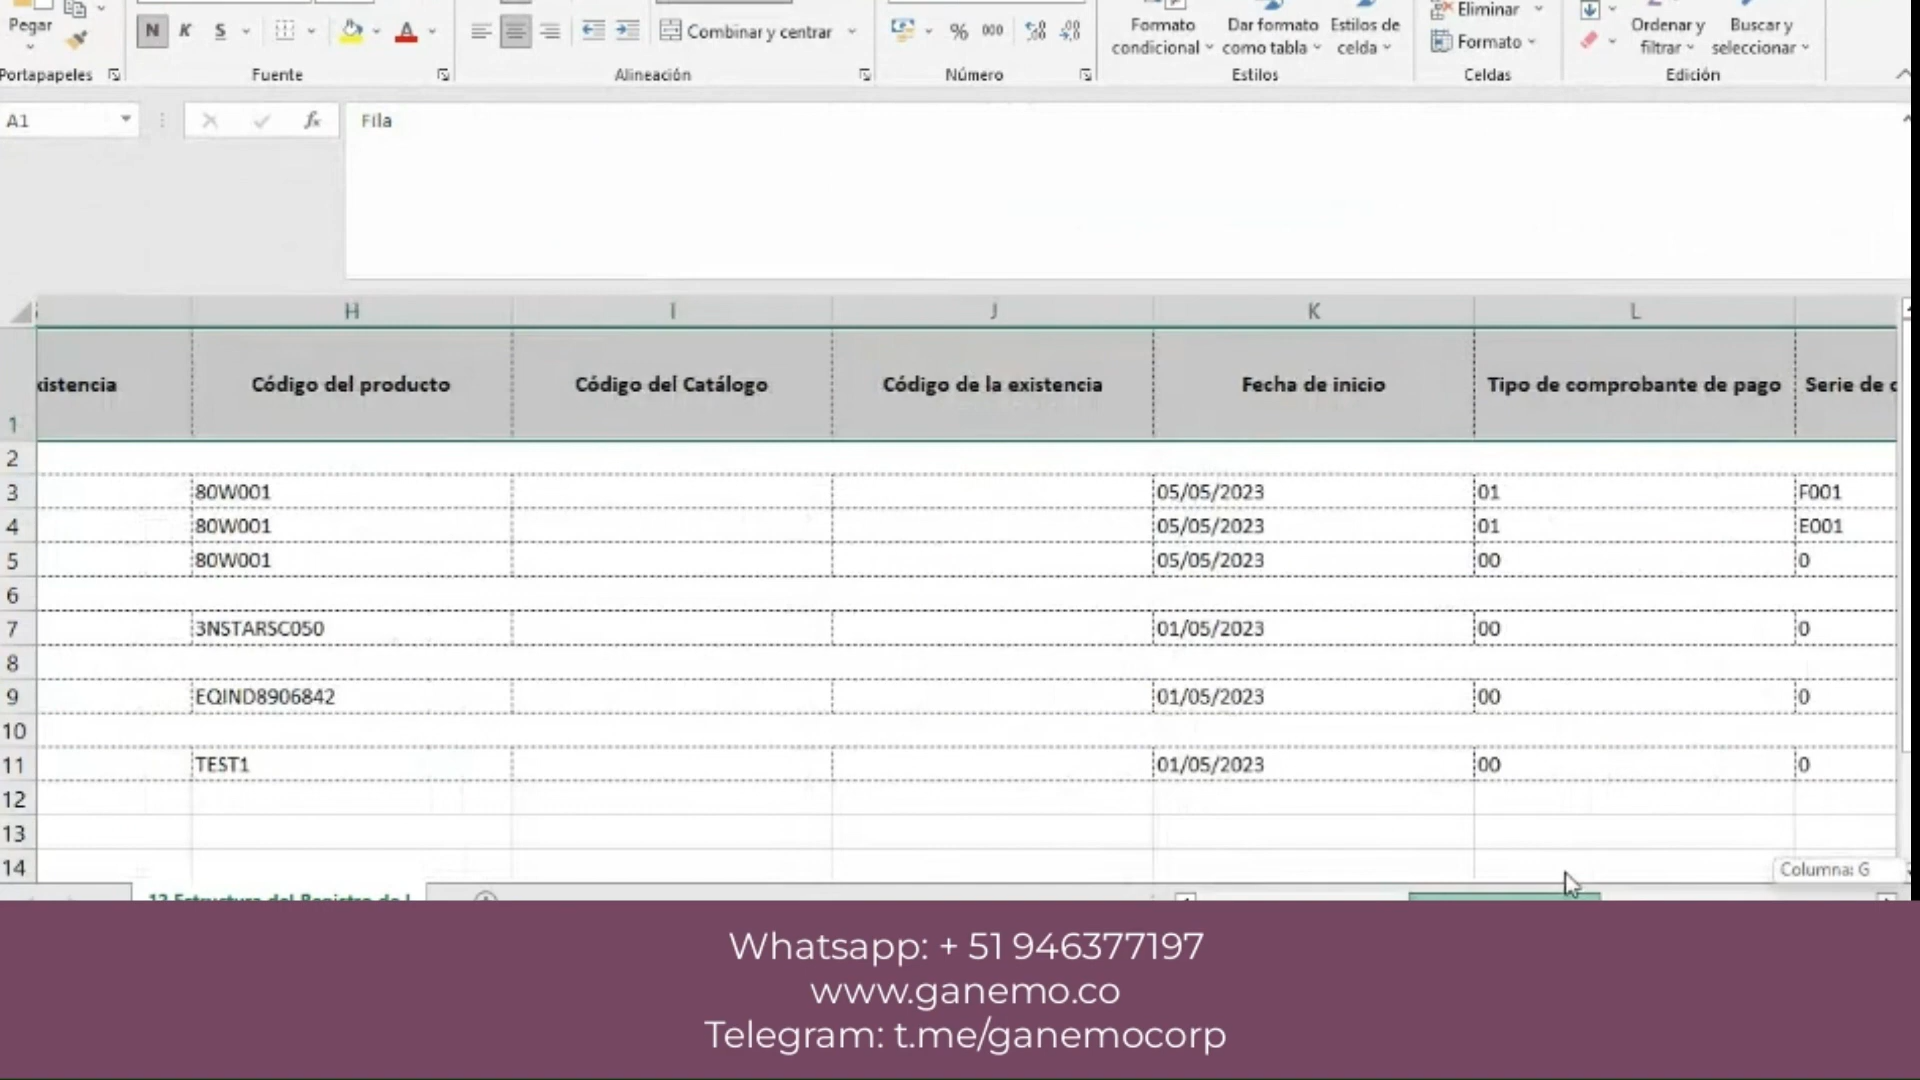 Pegar
Portapapeles
N K S
Fuente
A
Combinar y centrar
Alineación
% 000
Número
Formato condicional
Dar formato como tabla
Estilos de celda
Estilos
Eliminar
Formato
Celdas
Ordenar y filtrar
Buscar y seleccionar
Edición
A1 fx Fila
H I J K L
1 Código del producto Código del Catálogo Código de la existencia Fecha de inicio Tipo de comprobante de pago Serie de
2
3 80W001 05/05/2023 01 F001
4 80W001 05/05/2023 01 E001
5 80W001 05/05/2023 00 0
6
7 3NSTARSC050 01/05/2023 00 0
8
9 EQIND8906842 01/05/2023 00 0
10
11 TEST1 01/05/2023 00 0
12
13
14
Columna: G
Whatsapp: + 51 946377197
www.ganemo.co
Telegram: t.me/ganemocorp